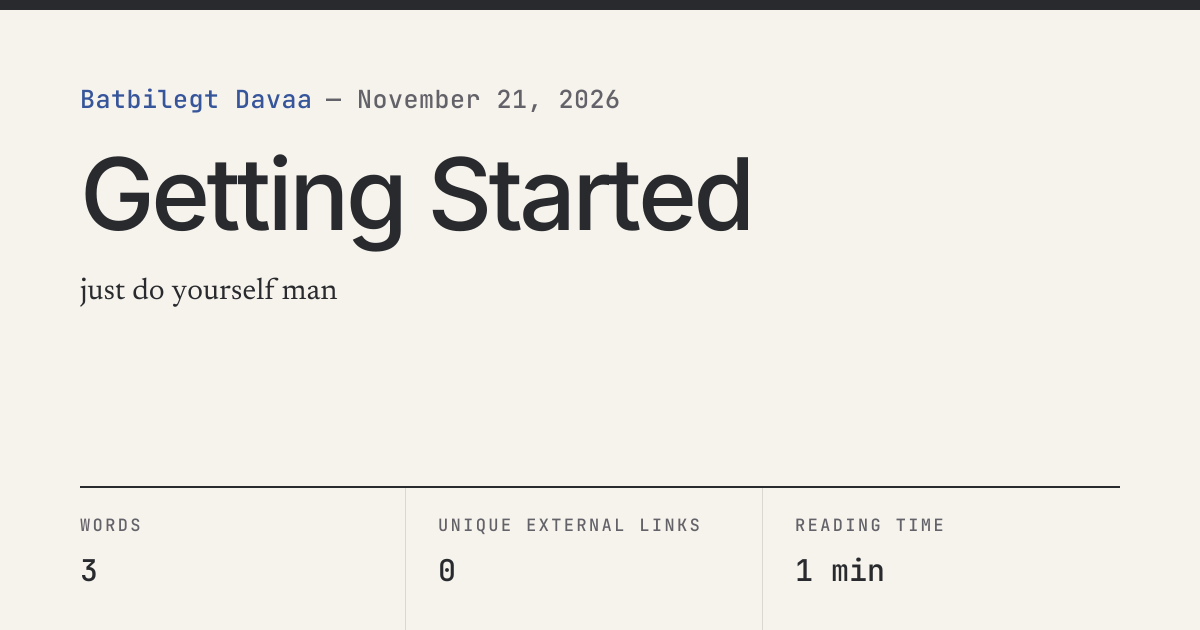 Batbilegt Davaa — November 21, 2026
Getting Started
just do yourself man
WORDS
3
UNIQUE EXTERNAL LINKS
0
READING TIME
1 min